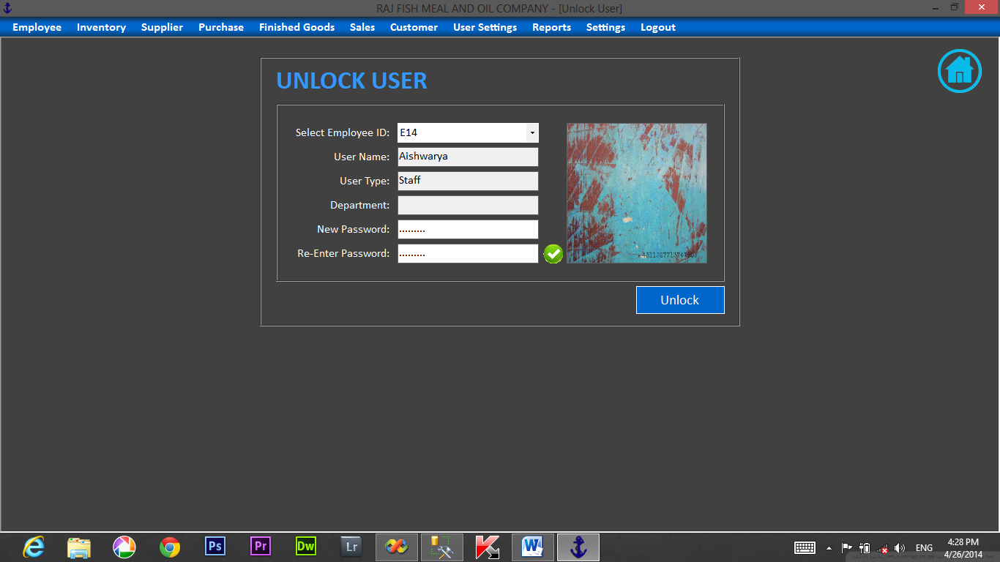 RAJ FISH MEAL AND OIL COMPANY - [Unlock User]
Employee Inventory Supplier Purchase Finished Goods Sales Customer User Settings Reports Settings Logout
UNLOCK USER
Select Employee ID: E14
User Name: Aishwarya
User Type: Staff
Department:
New Password: .........
Re-Enter Password: .........
Unlock
Ps Pr Dw Lr W ENG 4:28 PM
4/26/2014